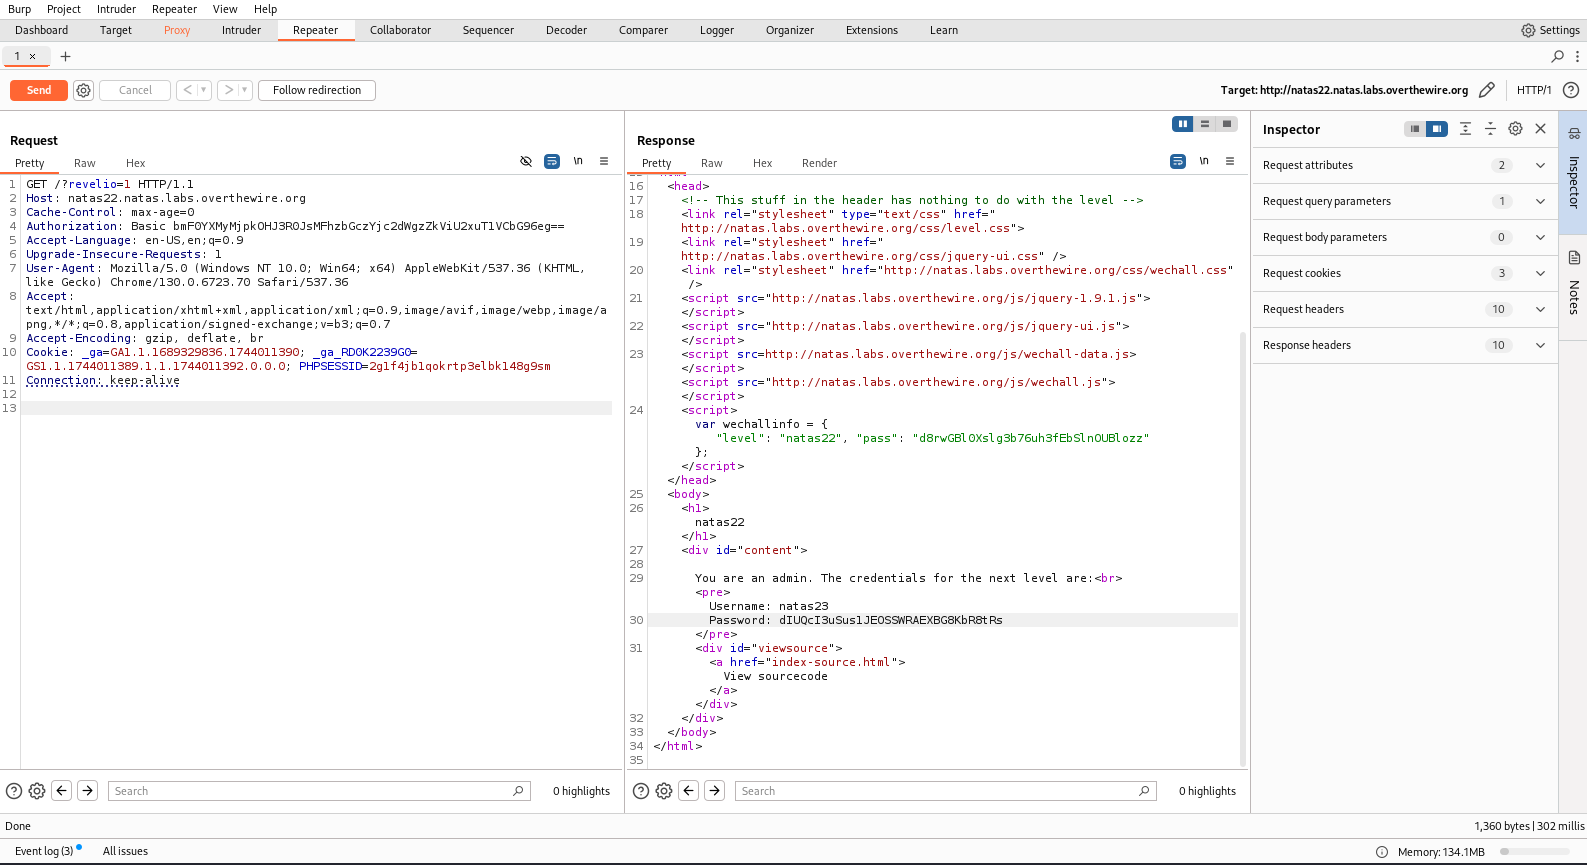 Burp Project Intruder Repeater View Help
Dashboard Target Proxy Intruder Repeater Collaborator Sequencer Decoder Comparer Logger Organizer Extensions Learn Settings
1 × +
Send Cancel < > Follow redirection Target: http://natas22.natas.labs.overthewire.org HTTP/1 ?
Request
Pretty Raw Hex \n
1 GET /?revelio=1 HTTP/1.1
2 Host: natas22.natas.labs.overthewire.org
3 Cache-Control: max-age=0
4 Authorization: Basic bmF0YXMyMjpkOHJ3R0JsMFhzbGczYjc2dWgzZkViU2xuT1VCbG96eg==
5 Accept-Language: en-US,en;q=0.9
6 Upgrade-Insecure-Requests: 1
7 User-Agent: Mozilla/5.0 (Windows NT 10.0; Win64; x64) AppleWebKit/537.36 (KHTML,
like Gecko) Chrome/130.0.6723.70 Safari/537.36
8 Accept:
text/html,application/xhtml+xml,application/xml;q=0.9,image/avif,image/webp,image/a
png,*/*;q=0.8,application/signed-exchange;v=b3;q=0.7
9 Accept-Encoding: gzip, deflate, br
10 Cookie: _ga=GA1.1.1689329836.1744011390; _ga_RD0K2239G0=
GS1.1.1744011389.1.1.1744011392.0.0.0; PHPSESSID=2g1f4jb1qokrtp3elbk148g9sm
11 Connection: keep-alive
12
13
Search 0 highlights
Response
Pretty Raw Hex Render \n
16 <head>
17 <!-- This stuff in the header has nothing to do with the level -->
18 <link rel="stylesheet" type="text/css" href="
http://natas.labs.overthewire.org/css/level.css">
19 <link rel="stylesheet" href="
http://natas.labs.overthewire.org/css/jquery-ui.css" />
20 <link rel="stylesheet" href="http://natas.labs.overthewire.org/css/wechall.css"
/>
21 <script src="http://natas.labs.overthewire.org/js/jquery-1.9.1.js">
</script>
22 <script src="http://natas.labs.overthewire.org/js/jquery-ui.js">
</script>
23 <script src=http://natas.labs.overthewire.org/js/wechall-data.js>
</script>
<script src="http://natas.labs.overthewire.org/js/wechall.js">
</script>
24 <script>
var wechallinfo = {
"level": "natas22", "pass": "d8rwGBl0Xslg3b76uh3fEbSlnOUBlozz"
};
</script>
</head>
25 <body>
26 <h1>
natas22
</h1>
27 <div id="content">
28
29 You are an admin. The credentials for the next level are:<br>
<pre>
Username: natas23
30 Password: dIUQcI3uSus1JEOSSWRAEXBG8KbR8tRs
</pre>
31 <div id="viewsource">
<a href="index-source.html">
View sourcecode
</a>
</div>
32 </div>
33 </body>
34 </html>
35
Search 0 highlights
Inspector
Request attributes 2
Request query parameters 1
Request body parameters 0
Request cookies 3
Request headers 10
Response headers 10
Inspector
Notes
Done 1,360 bytes | 302 millis
Event log (3) All issues Memory: 134.1MB